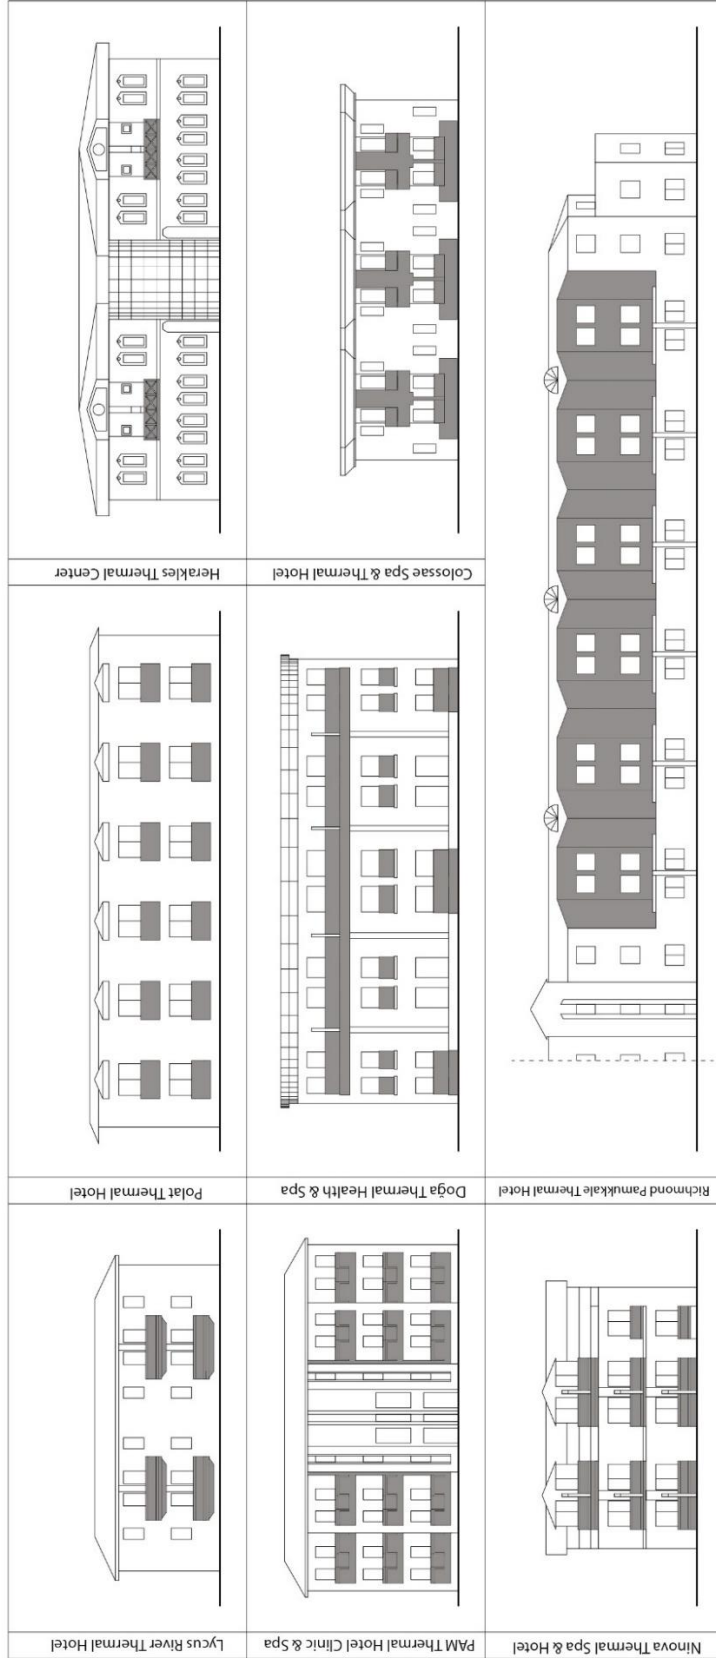 Herakles Thermal Center
Colossae Spa & Thermal Hotel
Polat Thermal Hotel
Doğa Thermal Health & Spa
Richmond Pamukkale Thermal Hotel
Lycus River Thermal Hotel
PAM Thermal Hotel Clinic & Spa
Ninova Thermal Spa & Hotel